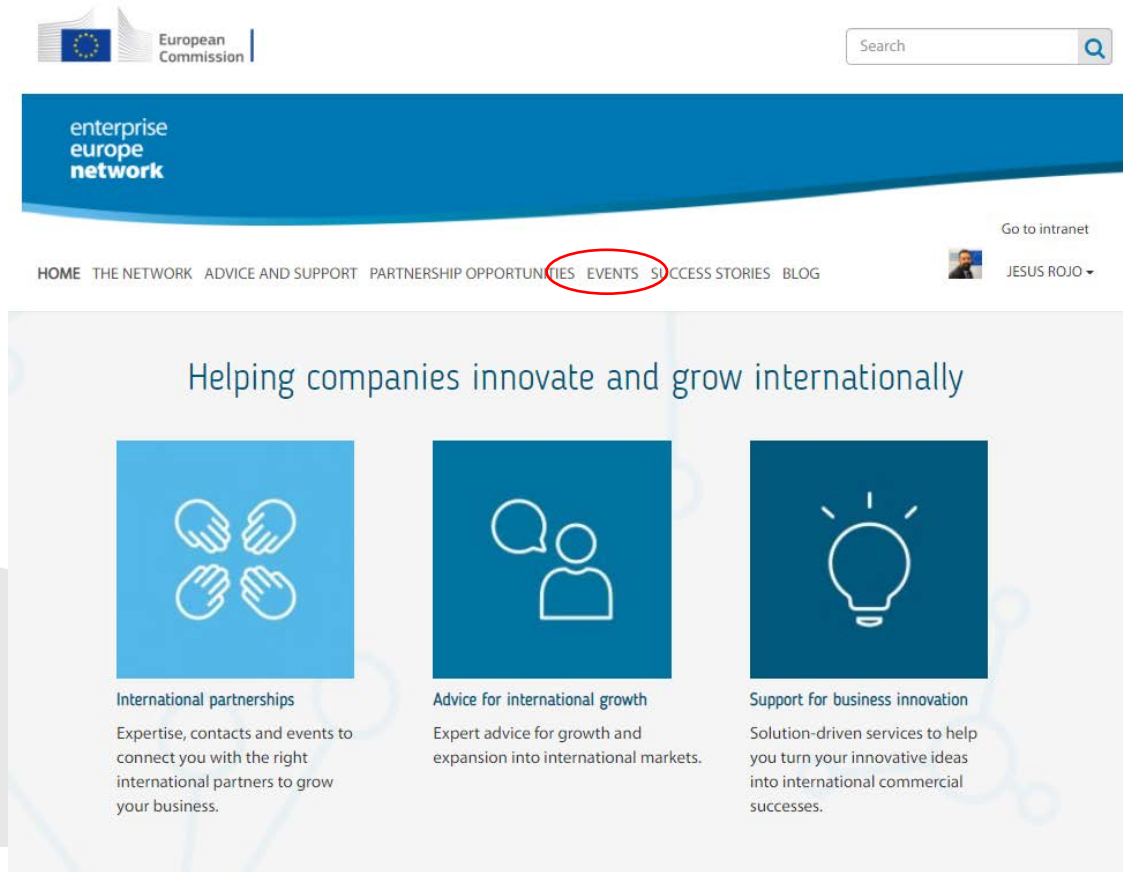 European
Commission
Search
enterprise
europe
network
Go to intranet
HOME THE NETWORK ADVICE AND SUPPORT PARTNERSHIP OPPORTUNITIES EVENTS SUCCESS STORIES BLOG
JESUS ROJO
Helping companies innovate and grow internationally
International partnerships
Expertise, contacts and events to
connect you with the right
international partners to grow
your business.
Advice for international growth
Expert advice for growth and
expansion into international markets.
Support for business innovation
Solution-driven services to help
you turn your innovative ideas
into international commercial
successes.